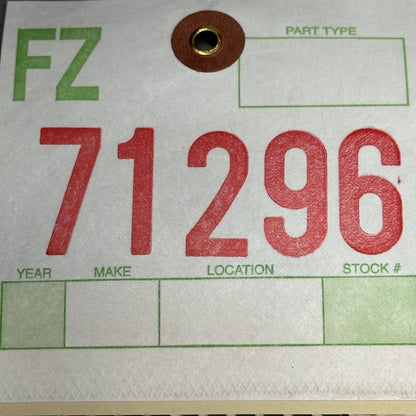 FZ
PART TYPE
71296
YEAR MAKE LOCATION STOCK #